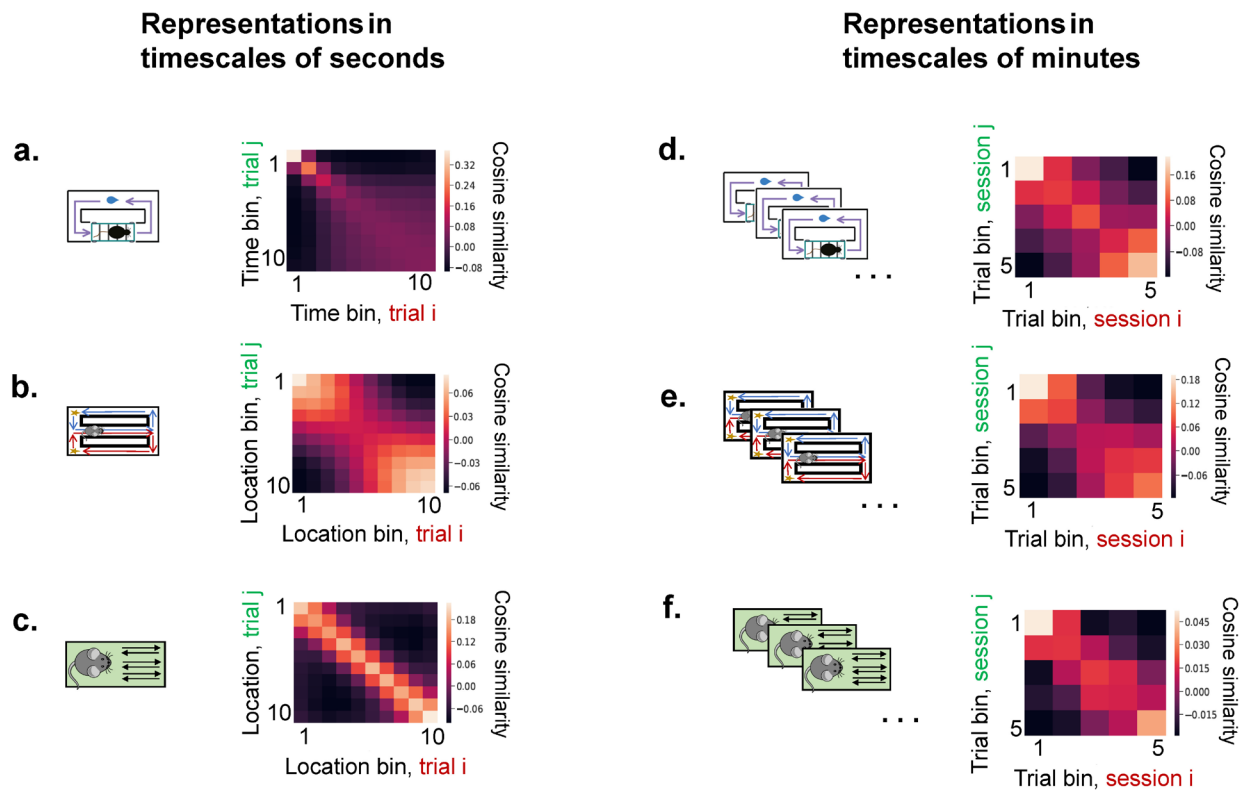 Representations in
timescales of seconds
Representations in
timescales of minutes
a.
Time bin, trial j
1
10
1
10
Time bin, trial i
0.32
0.24
0.16
0.08
0.00
−0.08
Cosine similarity
d.
. . .
Trial bin, session j
1
5
1
5
Trial bin, session i
0.16
0.08
0.00
−0.08
Cosine similarity
b.
Location bin, trial j
1
10
1
10
Location bin, trial i
0.06
0.03
0.00
−0.03
−0.06
Cosine similarity
e.
. . .
Trial bin, session j
1
5
1
5
Trial bin, session i
0.18
0.12
0.06
0.00
−0.06
Cosine similarity
c.
Location, trial j
1
10
1
10
Location bin, trial i
0.18
0.12
0.06
0.00
−0.06
Cosine similarity
f.
. . .
Trial bin, session j
1
5
1
5
Trial bin, session i
0.045
0.030
0.015
0.000
−0.015
Cosine similarity